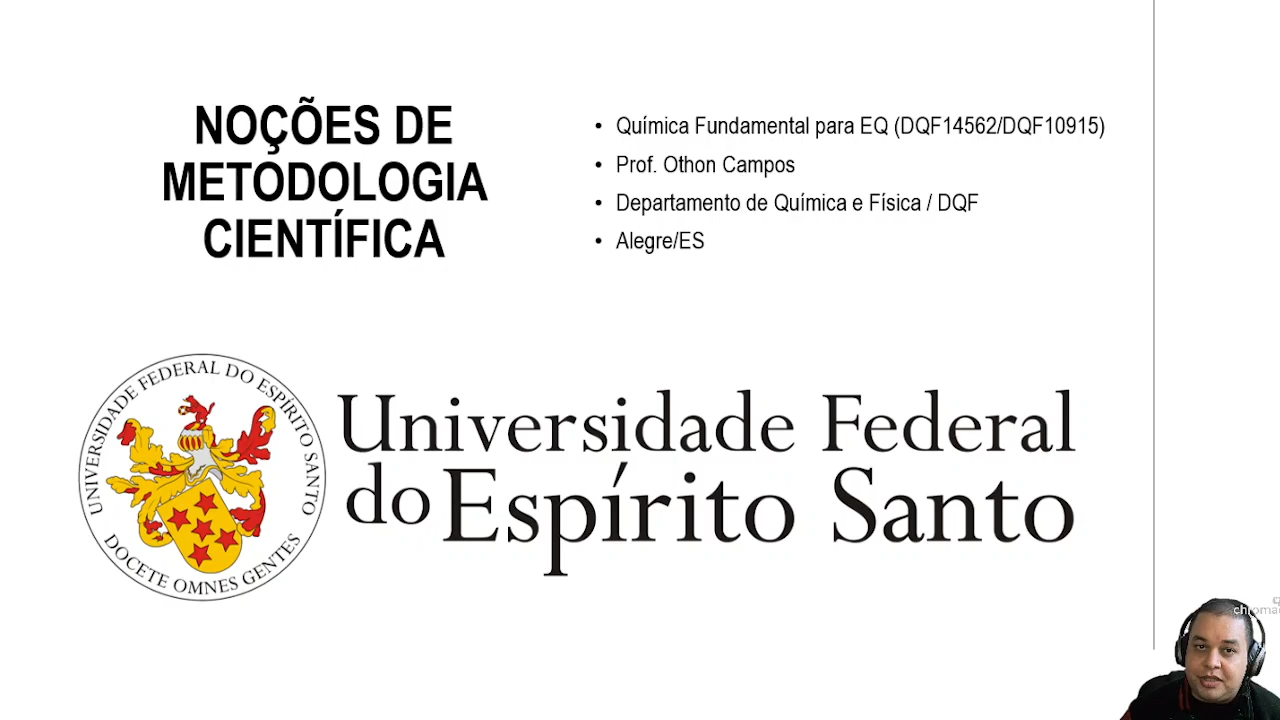 NOÇÕES DE
METODOLOGIA
CIENTÍFICA
• Química Fundamental para EQ (DQF14562/DQF10915)
• Prof. Othon Campos
• Departamento de Química e Física / DQF
• Alegre/ES
UNIVERSIDADE FEDERAL DO ESPÍRITO SANTO
DOCETE OMNES GENTES
Universidade Federal
do Espírito Santo